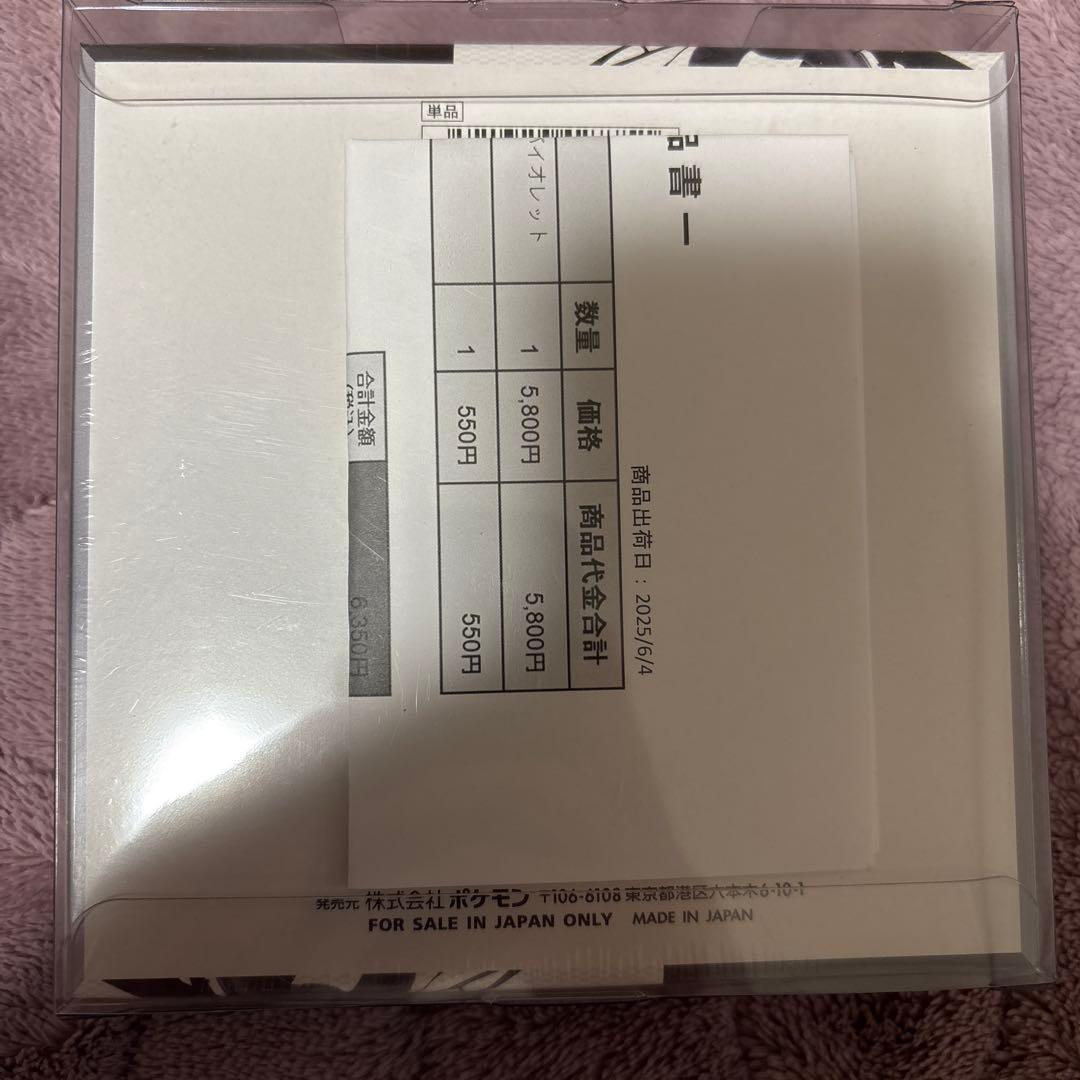 単品
品書ー
商品出荷日：2025/6/4
数量 価格 商品代金合計
バイオレット 1 5,800円 5,800円
1 550円 550円
合計金額 6,350円
(税込)
発売元 株式会社ポケモン 〒106-6108 東京都港区六本木6-10-1
FOR SALE IN JAPAN ONLY MADE IN JAPAN